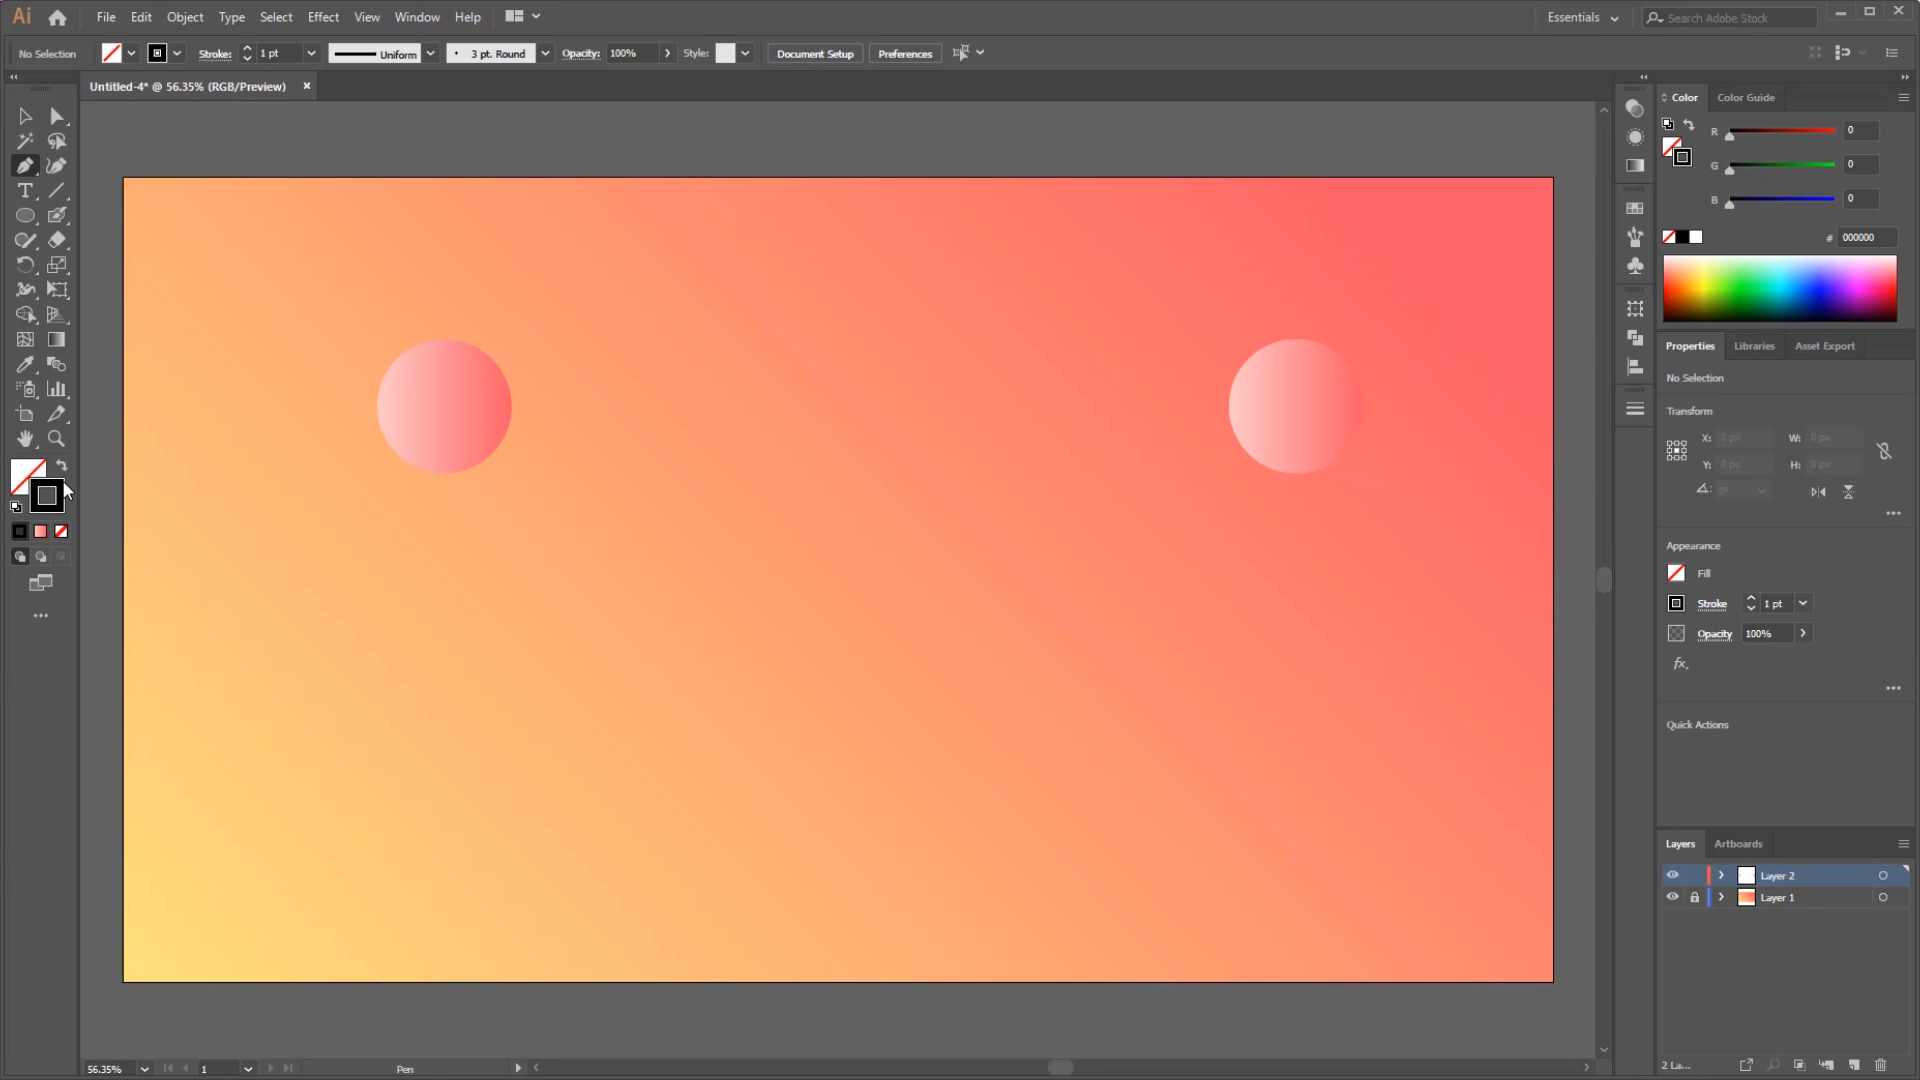 Ai File Edit Object Type Select Effect View Window Help Essentials Search Adobe Stock
No Selection Stroke: 1 pt Uniform 3 pt. Round Opacity: 100% Style: Document Setup Preferences
Untitled-4* @ 56.35% (RGB/Preview) ×
Color Color Guide
R 0
G 0
B 0
# 000000
Properties Libraries Asset Export
No Selection
Transform
X: 0 px W: 0 px
Y: 0 px H: 0 px
0°
Appearance
Fill
Stroke 1 pt
Opacity 100%
fx.
Quick Actions
Layers Artboards
Layer 2
Layer 1
2 La...
56.35% 1 Pen